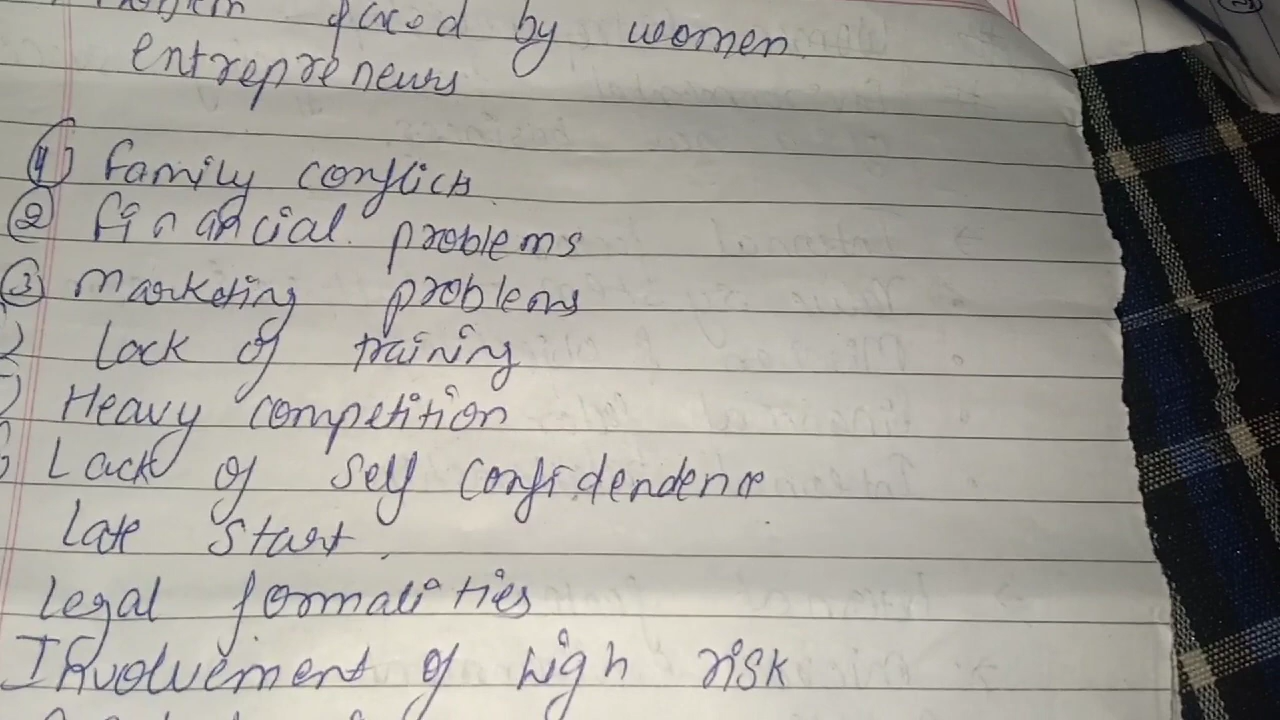 faced by women
entrepreneurs
① family conflicts
② financial problems
③ Marketing problems
Lack of training
Heavy competition
Lack of self confidendence
Late start
legal formalities
Involvement of high risk